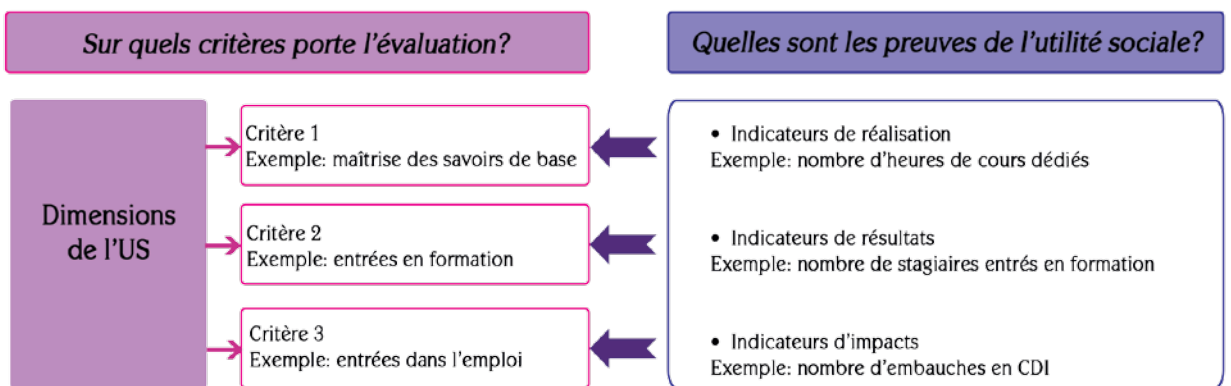 Sur quels critères porte l'évaluation?
Quelles sont les preuves de l'utilité sociale?
Dimensions
de l'US
Critère 1
Exemple: maîtrise des savoirs de base
Critère 2
Exemple: entrées en formation
Critère 3
Exemple: entrées dans l'emploi
• Indicateurs de réalisation
Exemple: nombre d'heures de cours dédiés
• Indicateurs de résultats
Exemple: nombre de stagiaires entrés en formation
• Indicateurs d'impacts
Exemple: nombre d'embauches en CDI